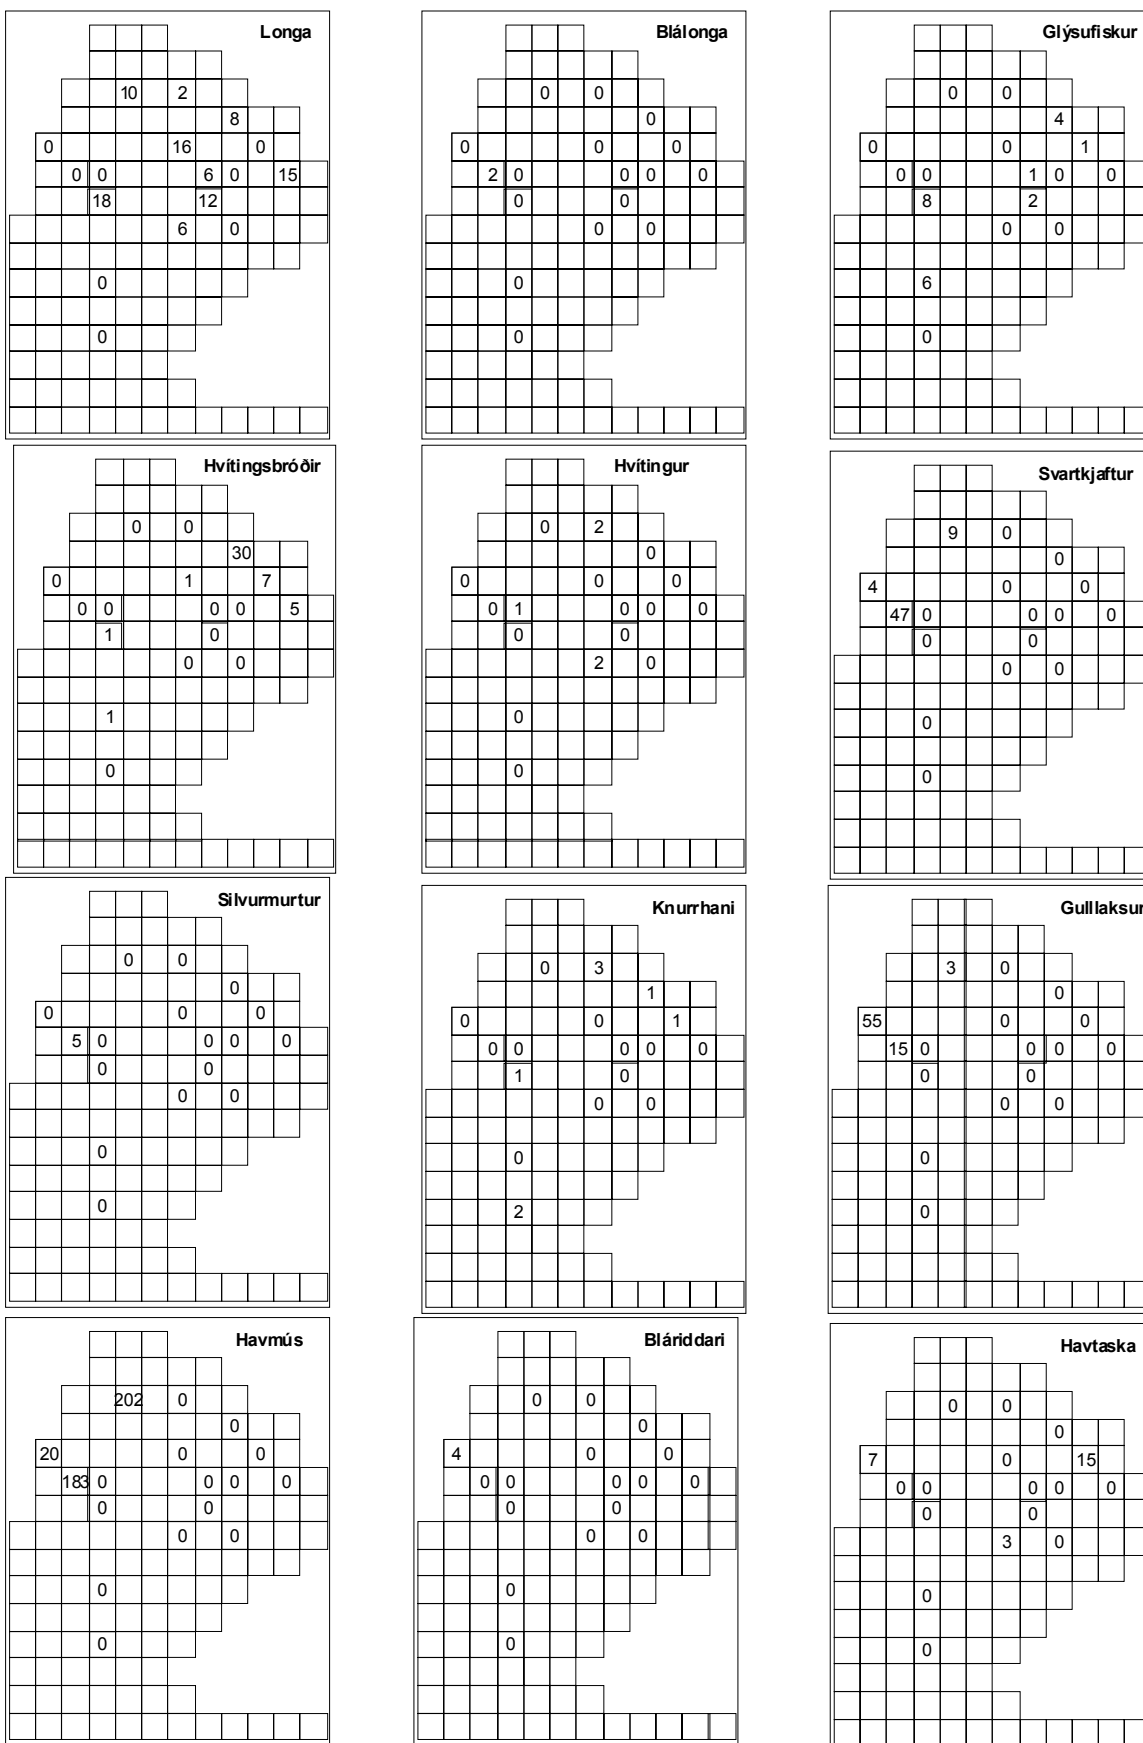 Longa
10 2
8
0 16 0
0 0 6 0 15
18 12
6 0
0
0
Blálonga
0 0
0
0 0 0
2 0 0 0 0
0 0
0 0
0
0
Glýsufiskur
0 0
4
0 0 1
0 0 1 0 0
8 2
0 0
6
0
Hvítingsbróðir
0 0
30
0 1 7
0 0 0 0 5
1 0
0 0
1
0
Hvítingur
0 2
0
0 0 0
0 1 0 0 0
0 0
2 0
0
0
Svartkjaftur
9 0
0
4 0 0
47 0 0 0 0
0 0
0 0
0
0
Silvurmurtur
0 0
0
0 0 0
5 0 0 0 0
0 0
0 0
0
0
Knurrhani
0 3
1
0 0 1
0 0 0 0 0
1 0
0 0
0
2
Gulllaksur
3 0
0
55 0 0
15 0 0 0 0
0 0
0 0
0
0
Havmús
202 0
0
20 0 0
183 0 0 0 0
0 0
0 0
0
0
Bláriddari
0 0
0
4 0 0
0 0 0 0 0
0 0
0 0
0
0
Havtaska
0 0
0
7 0 15
0 0 0 0 0
0 0
3 0
0
0